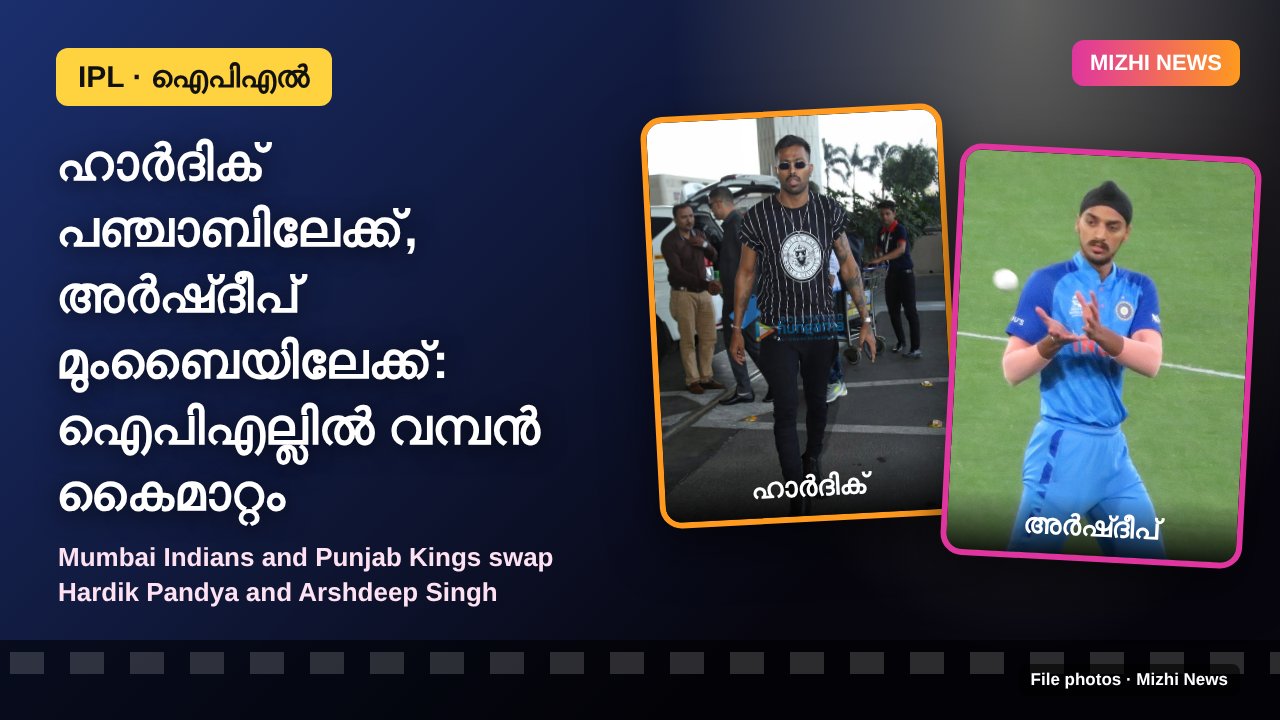 IPL · ഐപിഎൽ
MIZHI NEWS
ഹാർദിക്
പഞ്ചാബിലേക്ക്,
അർഷ്ദീപ്
മുംബൈയിലേക്ക്:
ഐപിഎല്ലിൽ വമ്പൻ
കൈമാറ്റം
Mumbai Indians and Punjab Kings swap
Hardik Pandya and Arshdeep Singh
ഹാർദിക്
അർഷ്ദീപ്
File photos · Mizhi News